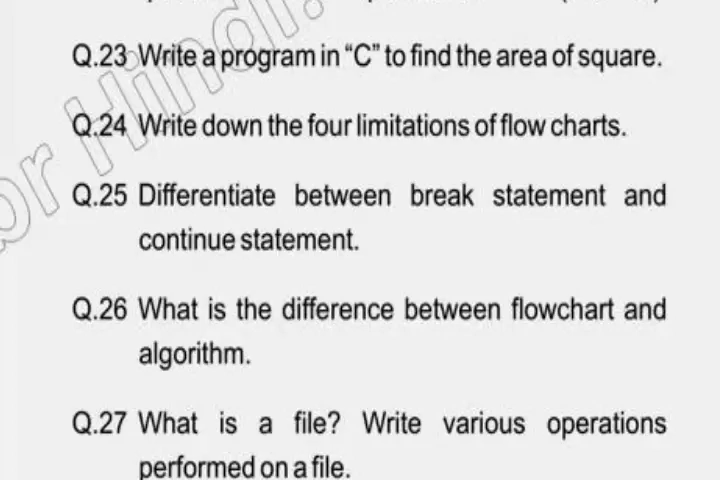 Q.23 Write a program in “C” to find the area of square.
Q.24 Write down the four limitations of flow charts.
Q.25 Differentiate between break statement and
continue statement.
Q.26 What is the difference between flowchart and
algorithm.
Q.27 What is a file? Write various operations
performed on a file.